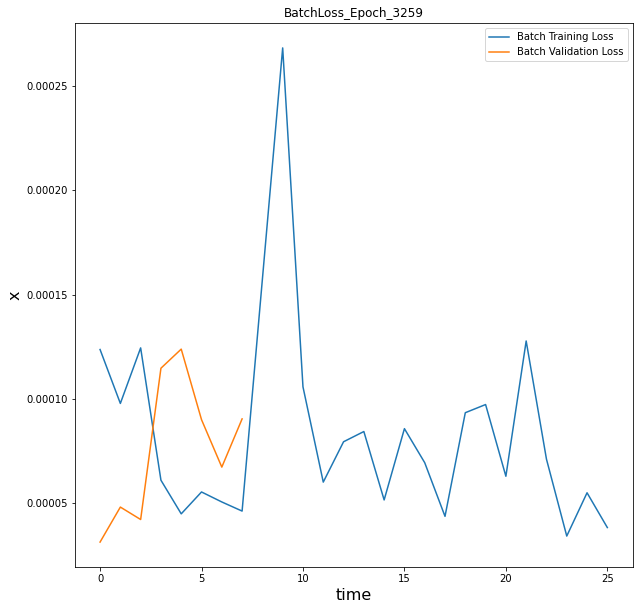 BatchLoss_Epoch_3259
Batch Training Loss
Batch Validation Loss
0.00025
0.00020
0.00015
0.00010
0.00005
x
0
5
10
15
20
25
time